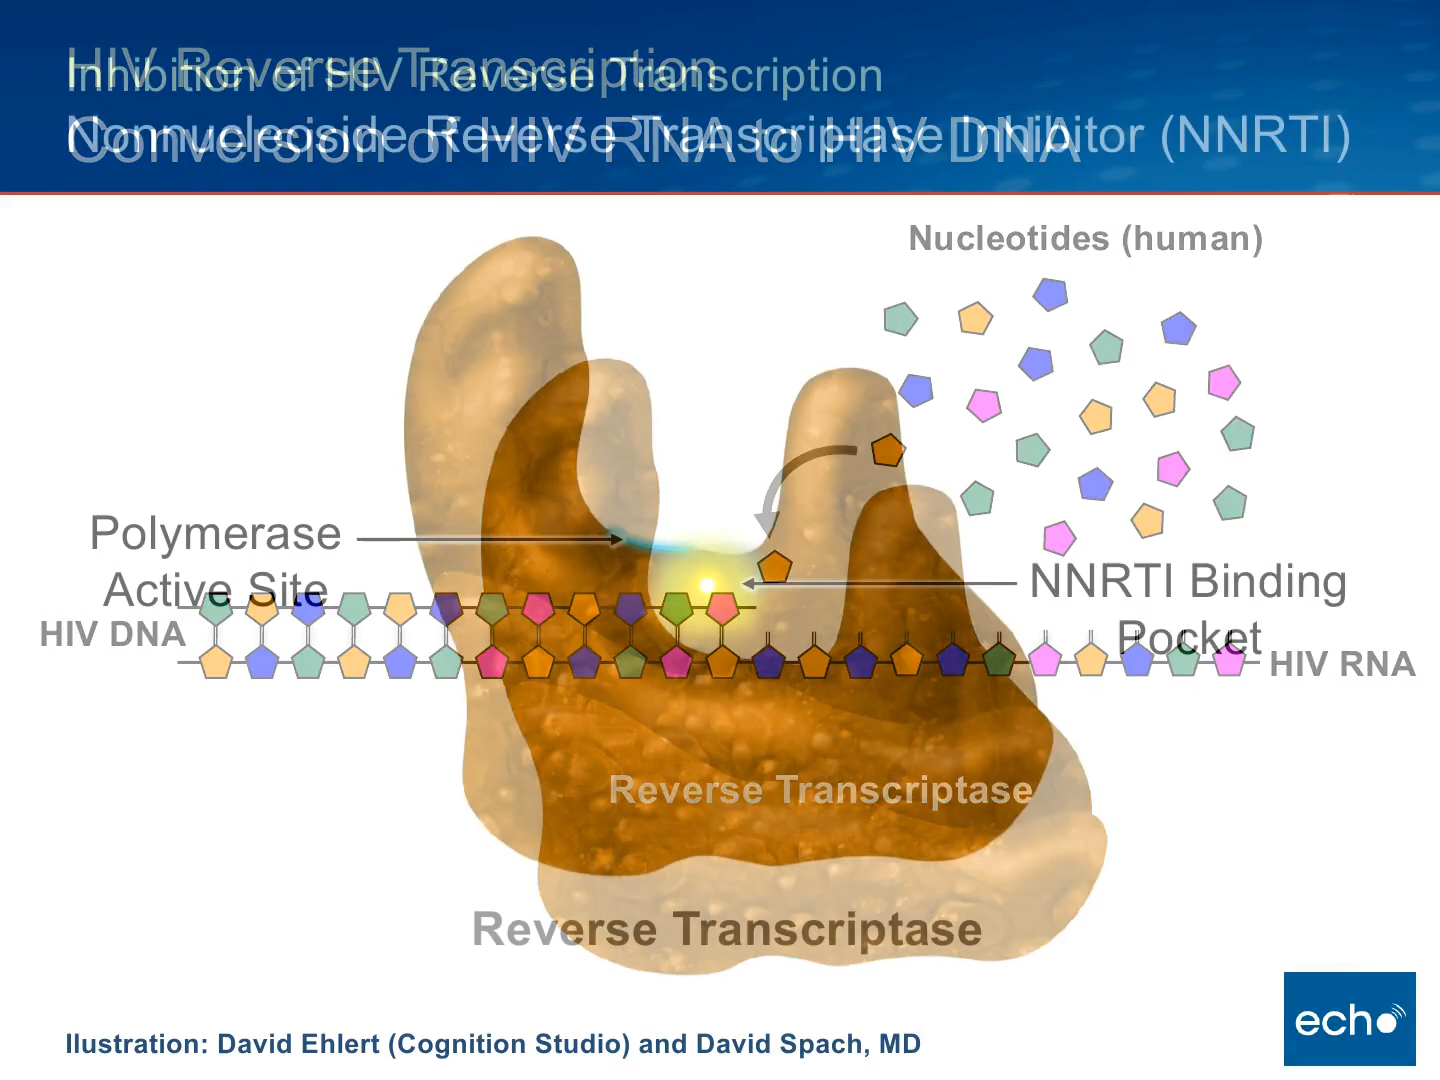 HIV Reverse Transcription
Inhibition of HIV Reverse Transcription
Conversion of HIV RNA to HIV DNA
Nonnucleoside Reverse Transcriptase Inhibitor (NNRTI)
Nucleotides (human)
Polymerase
Active Site
NNRTI Binding
Pocket
HIV DNA
HIV RNA
Reverse Transcriptase
Reverse Transcriptase
Ilustration: David Ehlert (Cognition Studio) and David Spach, MD
echo